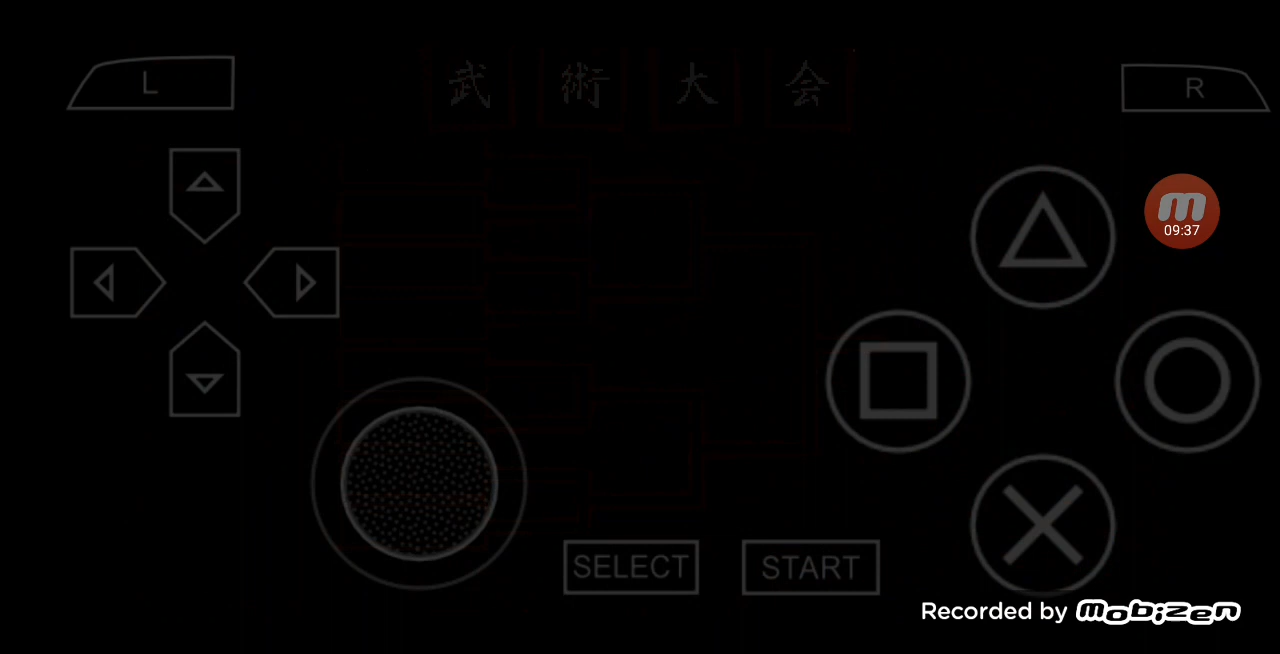 武術大会
L
R
m
09:37
SELECT
START
Recorded by Mobizen